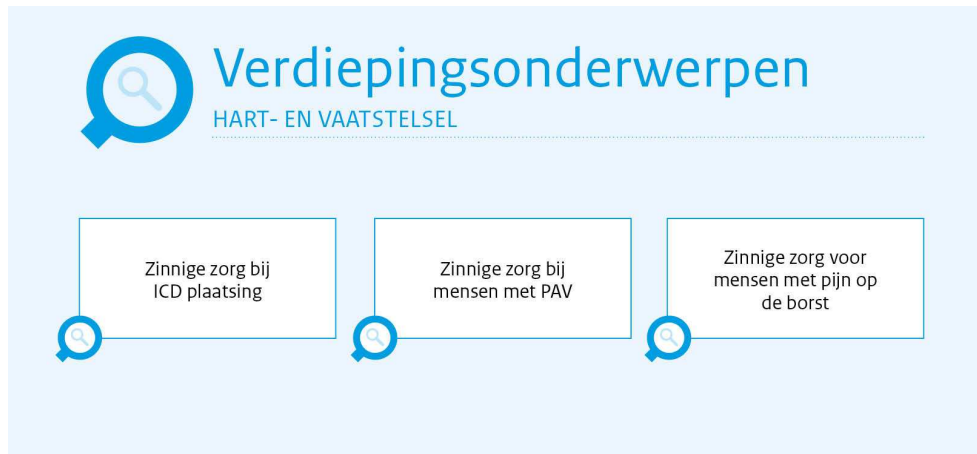 Verdiepingsonderwerpen
HART- EN VAATSTELSEL
Zinnige zorg bij
ICD plaatsing
Zinnige zorg bij
mensen met PAV
Zinnige zorg voor
mensen met pijn op
de borst